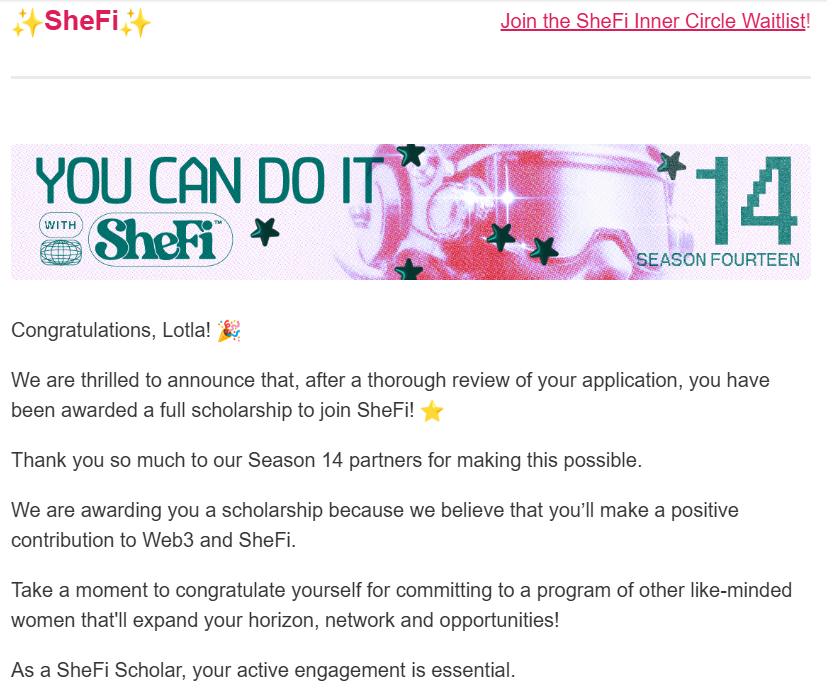 ✨SheFi✨
Join the SheFi Inner Circle Waitlist!
YOU CAN DO IT
WITH
SheFi™
14
SEASON FOURTEEN
Congratulations, Lotla! 🎉
We are thrilled to announce that, after a thorough review of your application, you have
been awarded a full scholarship to join SheFi! ⭐
Thank you so much to our Season 14 partners for making this possible.
We are awarding you a scholarship because we believe that you’ll make a positive
contribution to Web3 and SheFi.
Take a moment to congratulate yourself for committing to a program of other like-minded
women that'll expand your horizon, network and opportunities!
As a SheFi Scholar, your active engagement is essential.